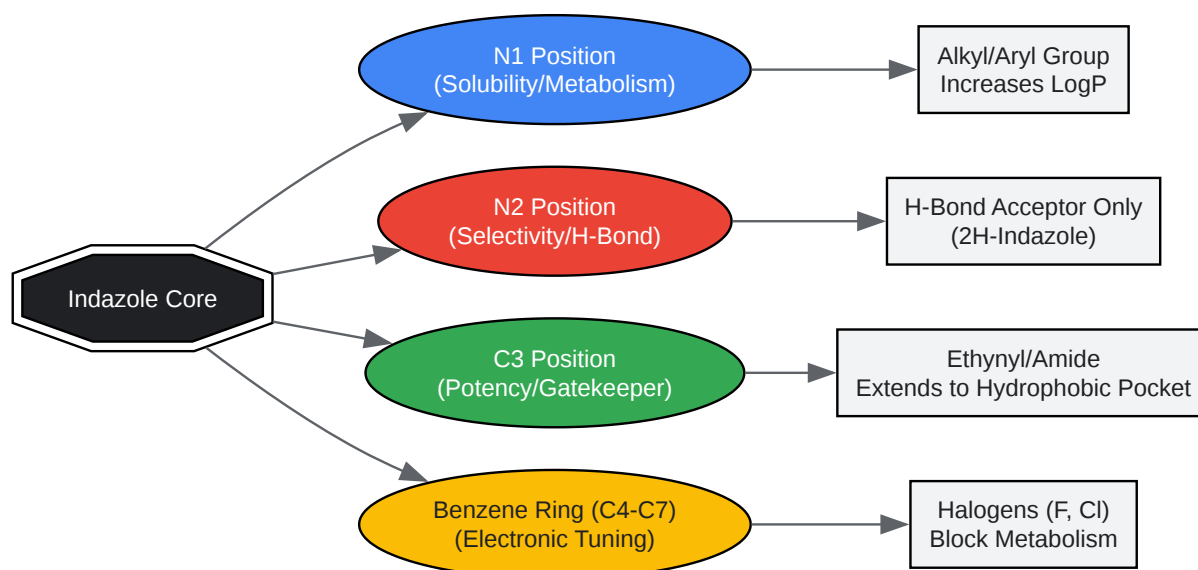 N1 Position
(Solubility/Metabolism)
Alkyl/Aryl Group
Increases LogP
N2 Position
(Selectivity/H-Bond)
H-Bond Acceptor Only
(2H-Indazole)
Indazole Core
C3 Position
(Potency/Gatekeeper)
Ethynyl/Amide
Extends to Hydrophobic Pocket
Benzene Ring (C4-C7)
(Electronic Tuning)
Halogens (F, Cl)
Block Metabolism